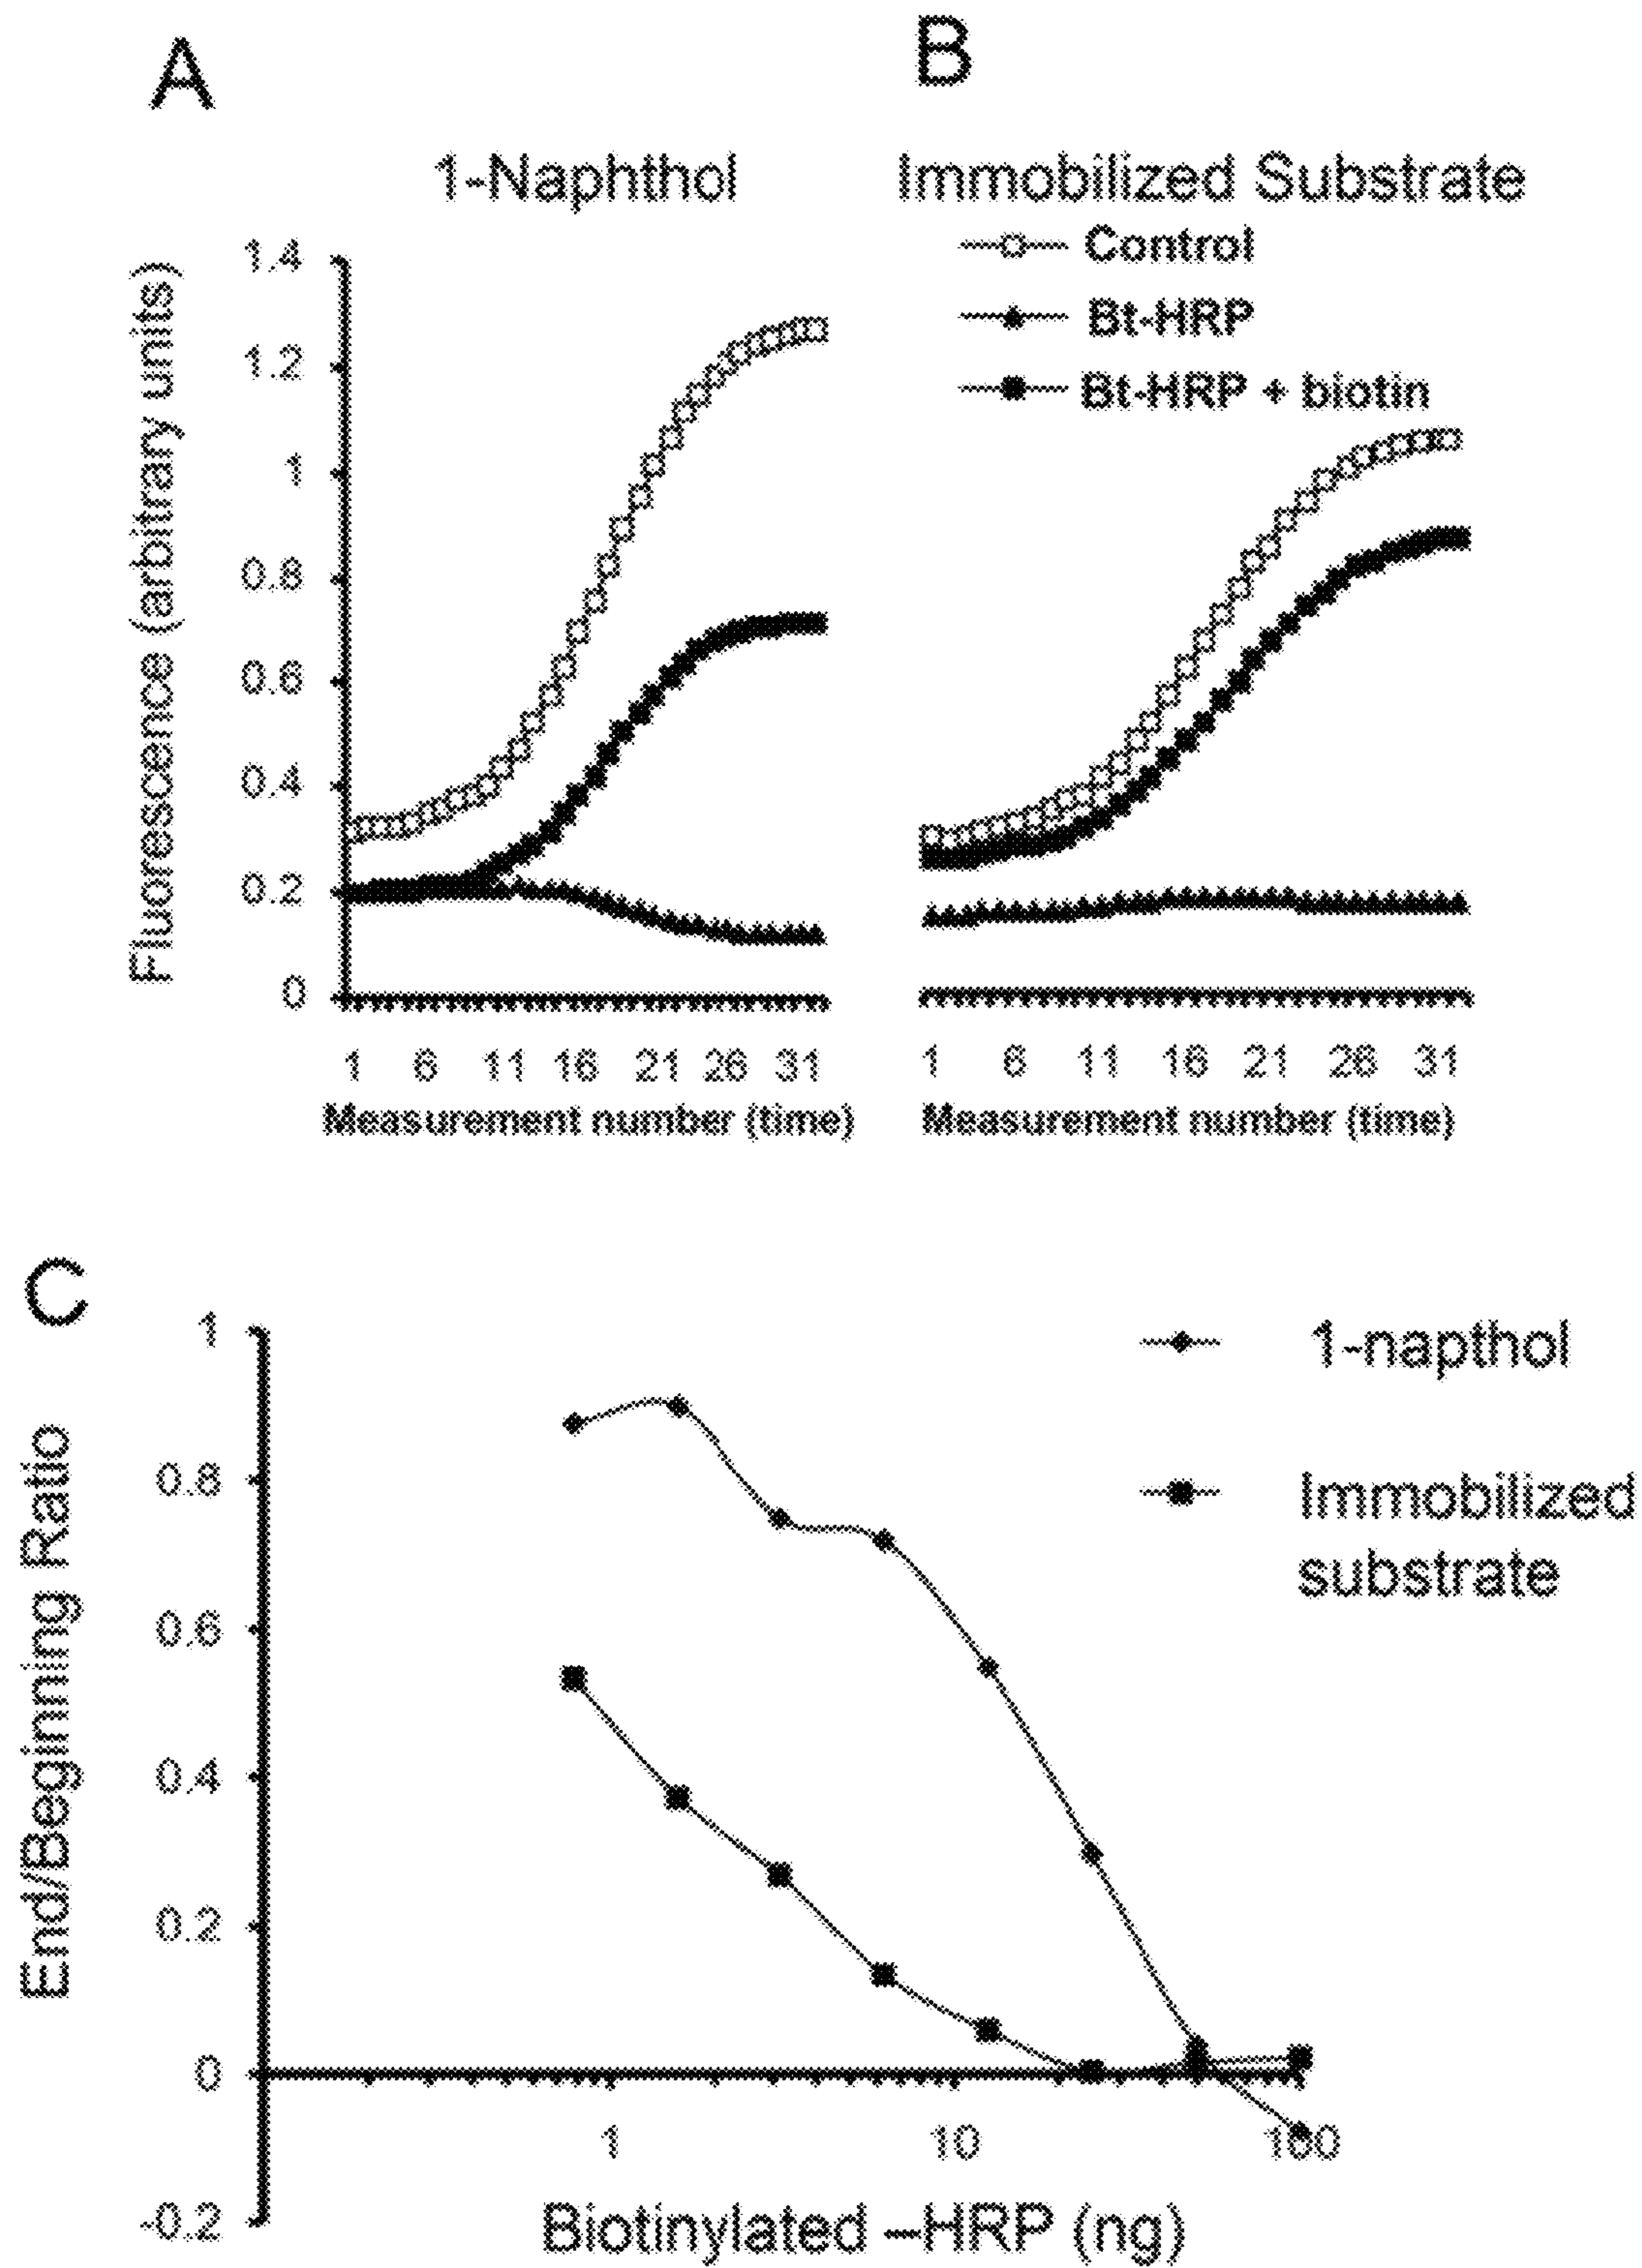 A
B
1-Naphthol
Immobilized Substrate
Control
Bt-HRP
Bt-HRP + biotin
Fluorescence (arbitrary units)
1.4
1.2
1
0.8
0.6
0.4
0.2
0
1 6 11 16 21 26 31
Measurement number (time)
1 6 11 16 21 26 31
Measurement number (time)
C
1-napthol
Immobilized
substrate
End/Beginning Ratio
1
0.8
0.6
0.4
0.2
0
-0.2
1 10 100
Biotinylated –HRP (ng)